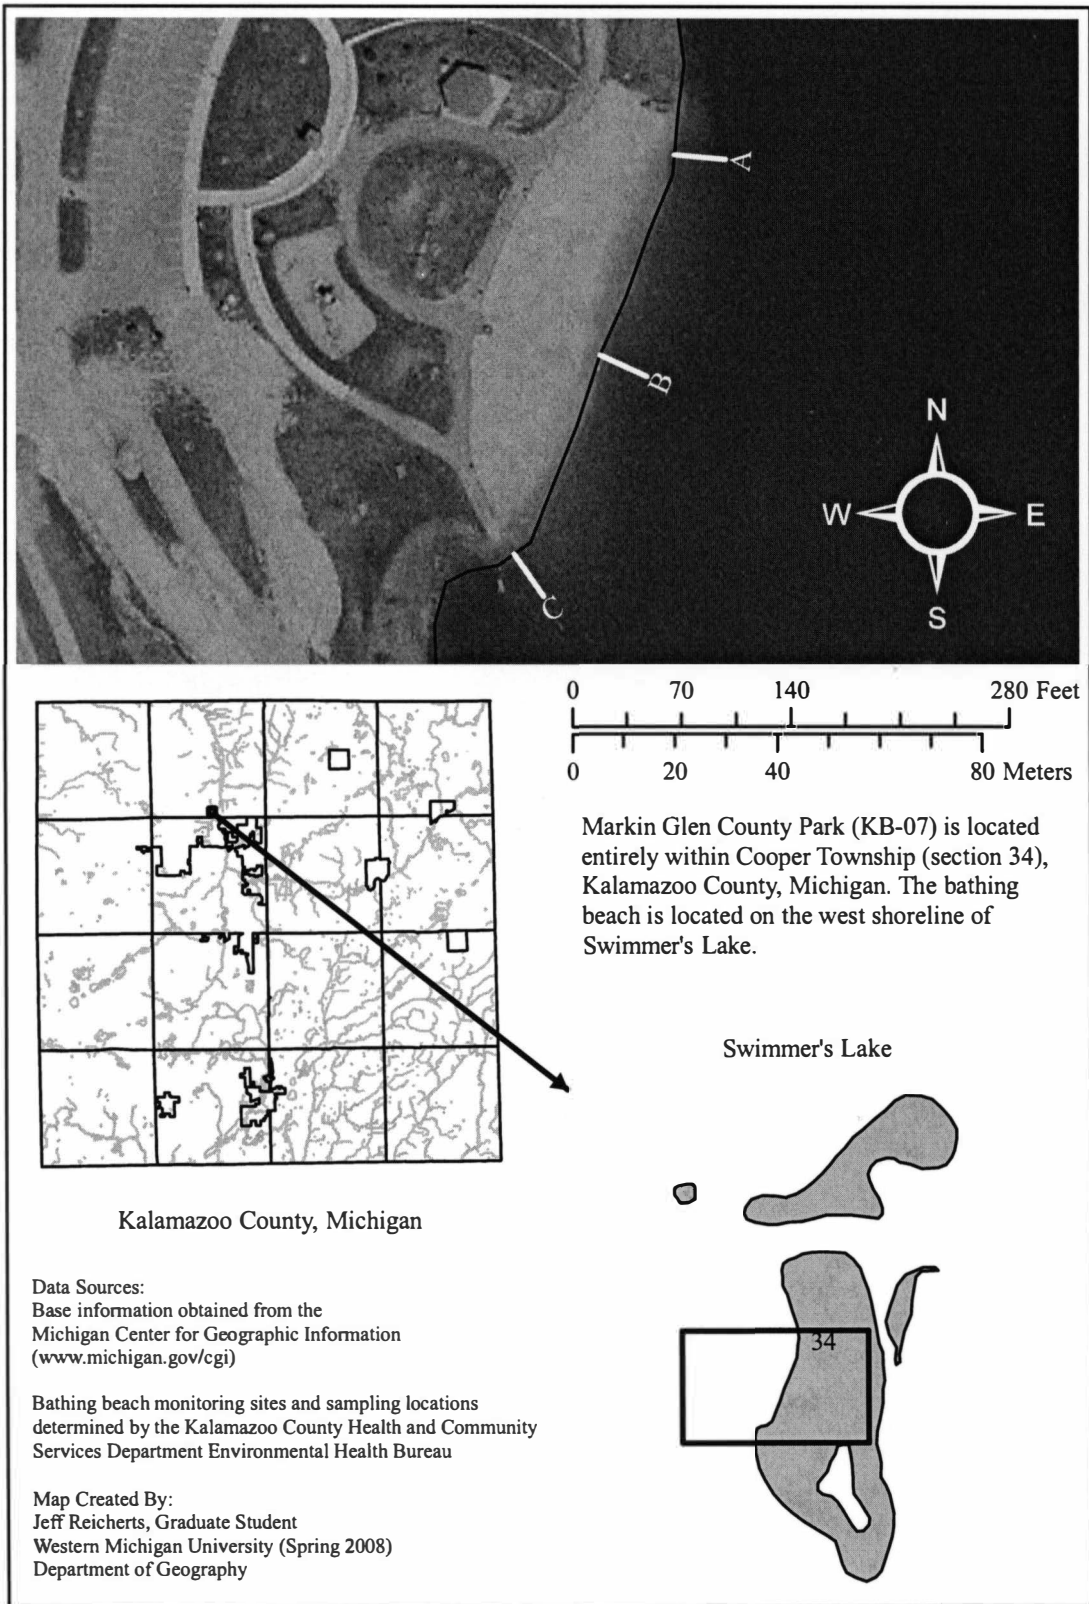 A
B
C
N
W E
S
0 70 140 280 Feet
0 20 40 80 Meters
Markin Glen County Park (KB-07) is located
entirely within Cooper Township (section 34),
Kalamazoo County, Michigan. The bathing
beach is located on the west shoreline of
Swimmer's Lake.
Swimmer's Lake
34
Kalamazoo County, Michigan
Data Sources:
Base information obtained from the
Michigan Center for Geographic Information
(www.michigan.gov/cgi)
Bathing beach monitoring sites and sampling locations
determined by the Kalamazoo County Health and Community
Services Department Environmental Health Bureau
Map Created By:
Jeff Reicherts, Graduate Student
Western Michigan University (Spring 2008)
Department of Geography